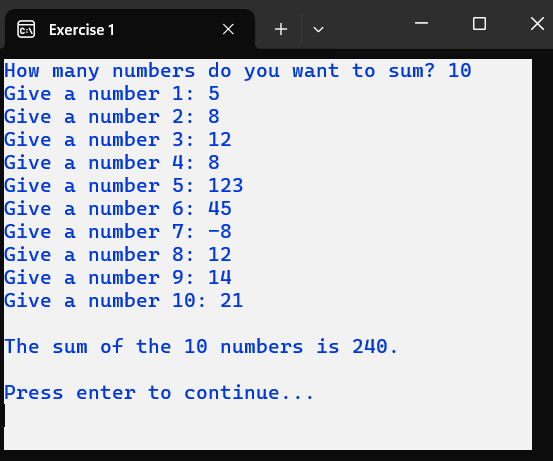 Exercise 1
How many numbers do you want to sum? 10
Give a number 1: 5
Give a number 2: 8
Give a number 3: 12
Give a number 4: 8
Give a number 5: 123
Give a number 6: 45
Give a number 7: -8
Give a number 8: 12
Give a number 9: 14
Give a number 10: 21
The sum of the 10 numbers is 240.
Press enter to continue...